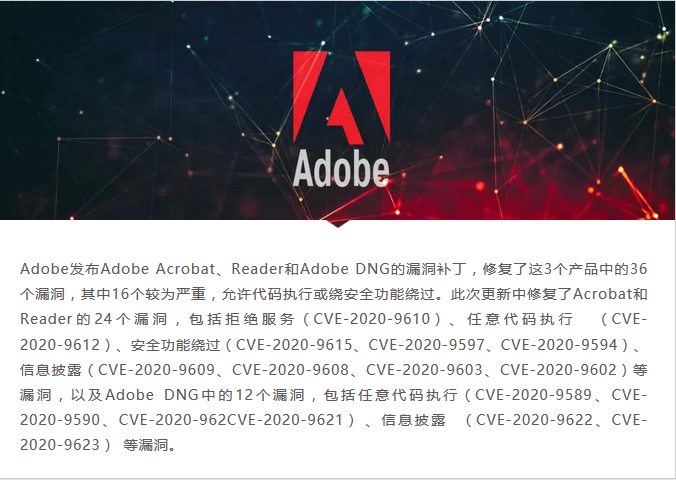 Adobe
Adobe发布Adobe Acrobat、Reader和Adobe DNG的漏洞补丁，修复了这3个产品中的36
个漏洞，其中16个较为严重，允许代码执行或绕安全功能绕过。此次更新中修复了Acrobat和
Reader的24个漏洞，包括拒绝服务（CVE-2020-9610）、任意代码执行 （CVE-
2020-9612）、安全功能绕过（CVE-2020-9615、CVE-2020-9597、CVE-2020-9594）、
信息披露（CVE-2020-9609、CVE-2020-9608、CVE-2020-9603、CVE-2020-9602）等
漏洞，以及Adobe DNG中的12个漏洞，包括任意代码执行（CVE-2020-9589、CVE-
2020-9590、CVE-2020-962CVE-2020-9621）、信息披露 （CVE-2020-9622、CVE-
2020-9623） 等漏洞。